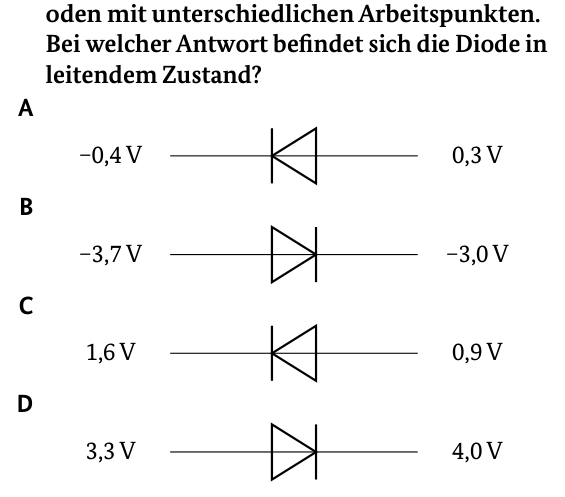 oden mit unterschiedlichen Arbeitspunkten.
Bei welcher Antwort befindet sich die Diode in
leitendem Zustand?
A
−0,4 V 0,3 V
B
−3,7 V −3,0 V
C
1,6 V 0,9 V
D
3,3 V 4,0 V